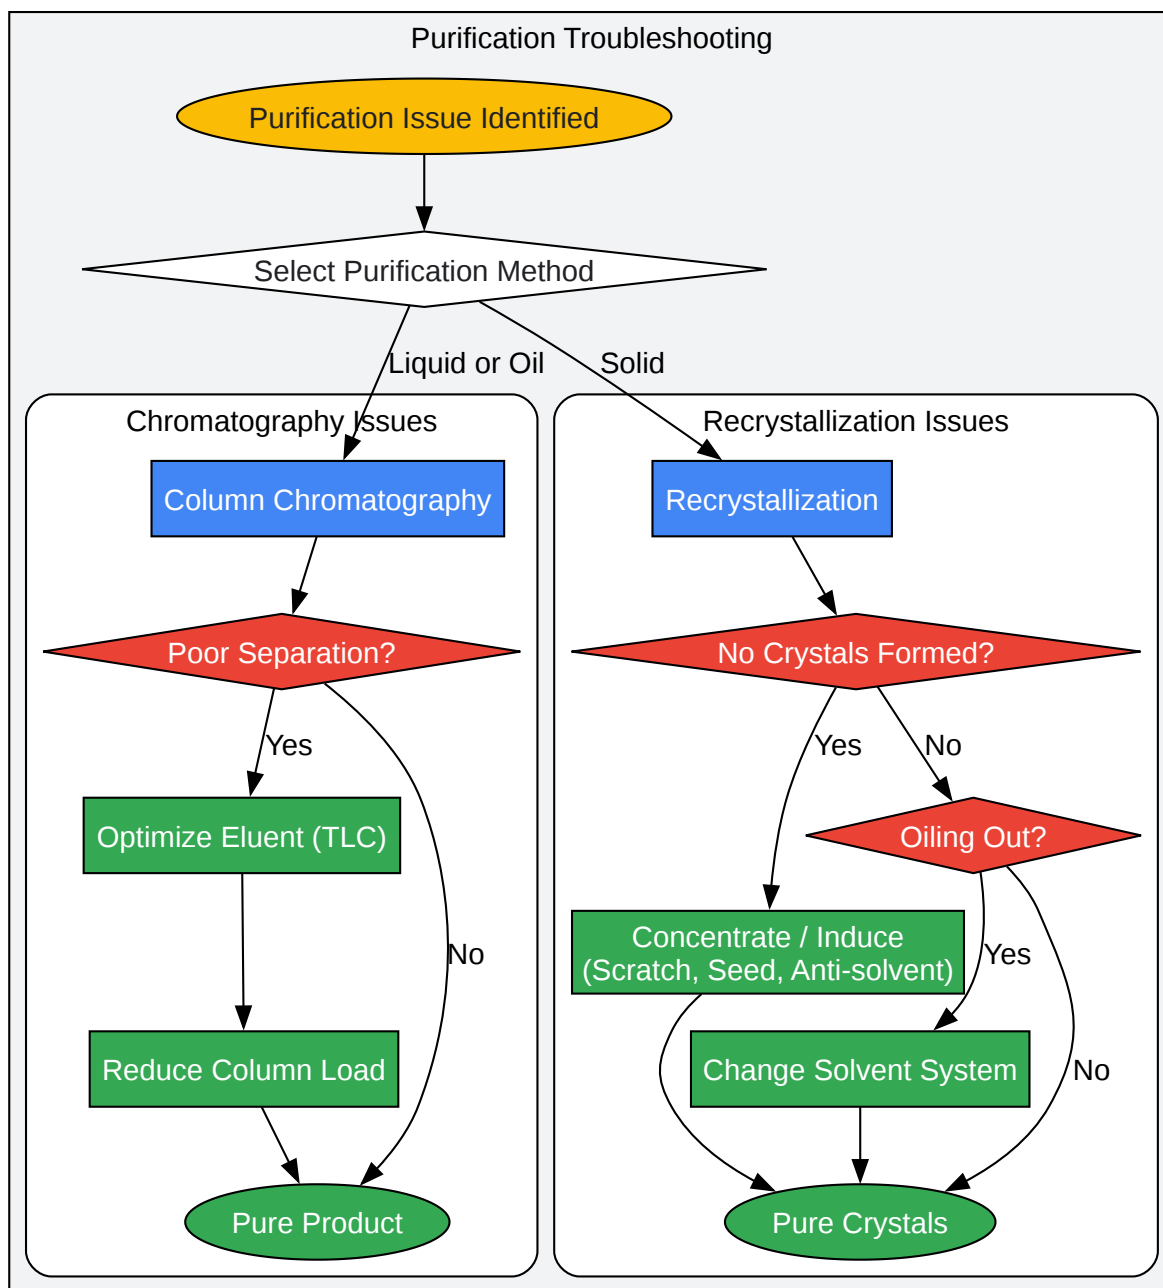 Purification Troubleshooting
Purification Issue Identified
Select Purification Method
Liquid or Oil
Solid
Chromatography Issues
Recrystallization Issues
Column Chromatography
Recrystallization
Poor Separation?
No Crystals Formed?
Yes
Yes
No
Optimize Eluent (TLC)
Oiling Out?
Concentrate / Induce
(Scratch, Seed, Anti-solvent)
No
Yes
Reduce Column Load
Change Solvent System
No
Pure Product
Pure Crystals